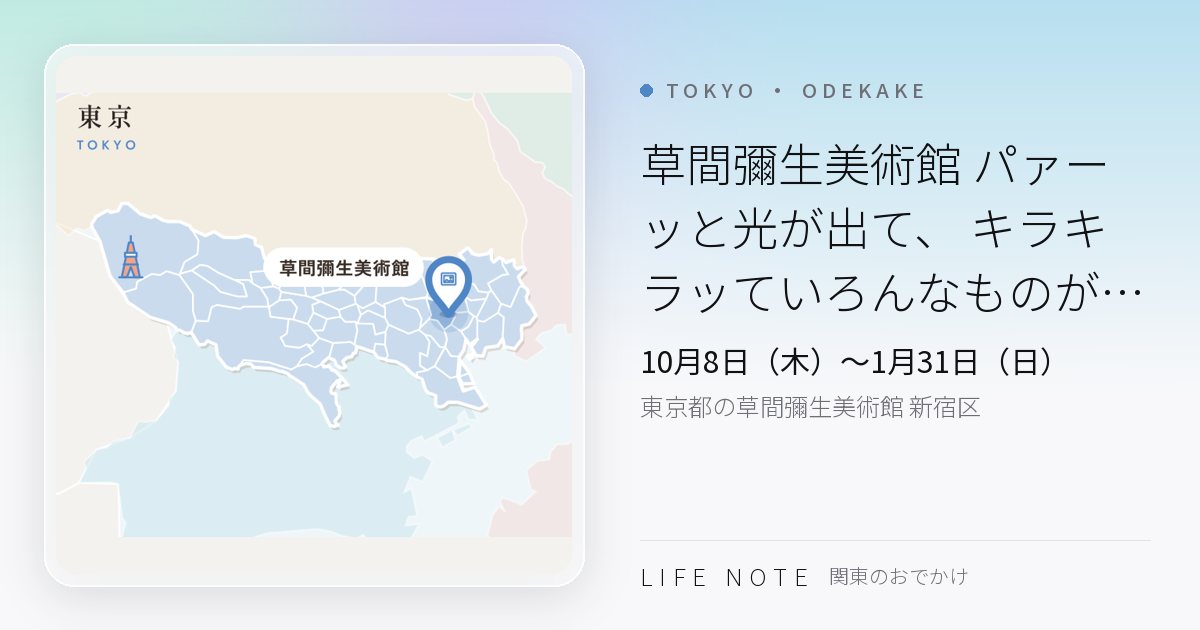 東京
TOKYO
草間彌生美術館
TOKYO • ODEKAKE
草間彌生美術館 パァー
ッと光が出て、 キラキ
ラッていろんなものが…
10月8日（木）〜1月31日（日）
東京都の草間彌生美術館 新宿区
LIFE NOTE 関東のおでかけ